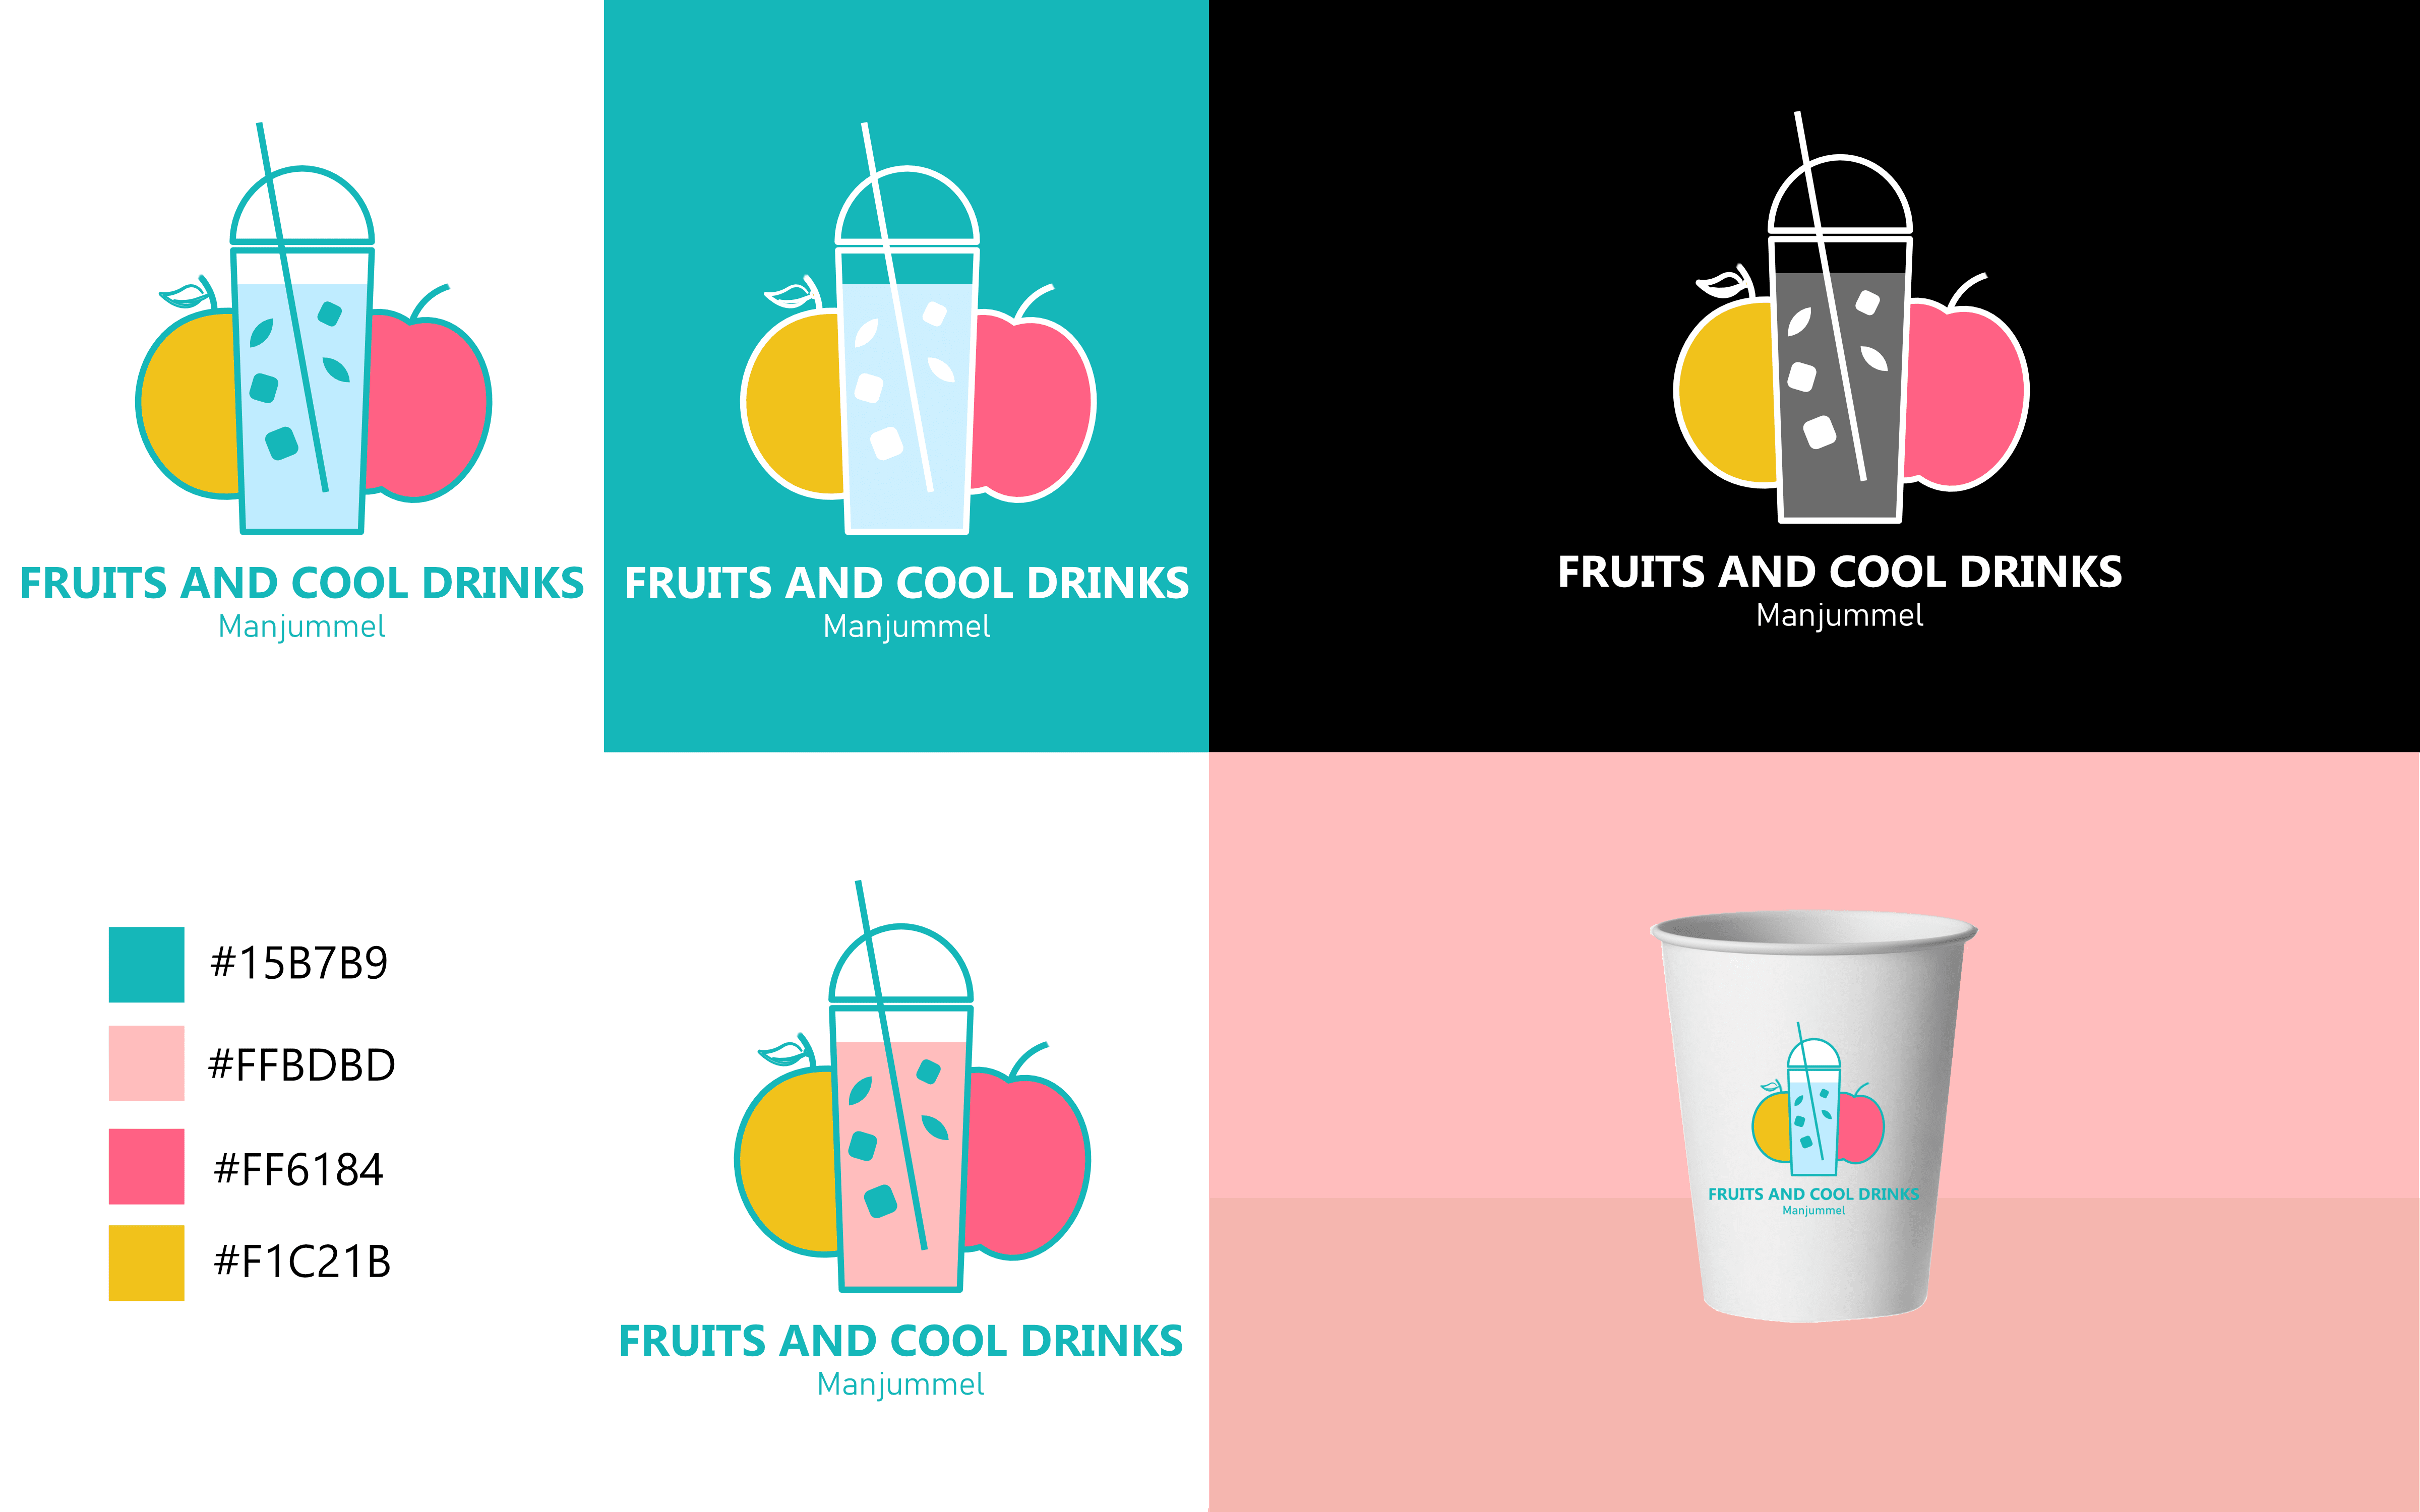 FRUITS AND COOL DRINKS
Manjummel
FRUITS AND COOL DRINKS
Manjummel
FRUITS AND COOL DRINKS
Manjummel
#15B7B9
#FFBDBD
#FF6184
#F1C21B
FRUITS AND COOL DRINKS
Manjummel
FRUITS AND COOL DRINKS
Manjummel